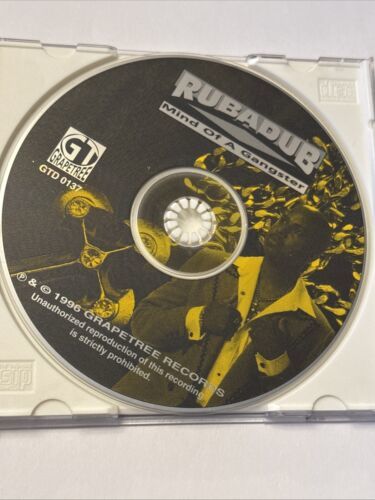 RUBADUB
Mind Of A Gangster
GT
GRAPETREE
GTD 0137
℗ & © 1996 GRAPETREE RECORDS
Unauthorized reproduction of this recording
is strictly prohibited.